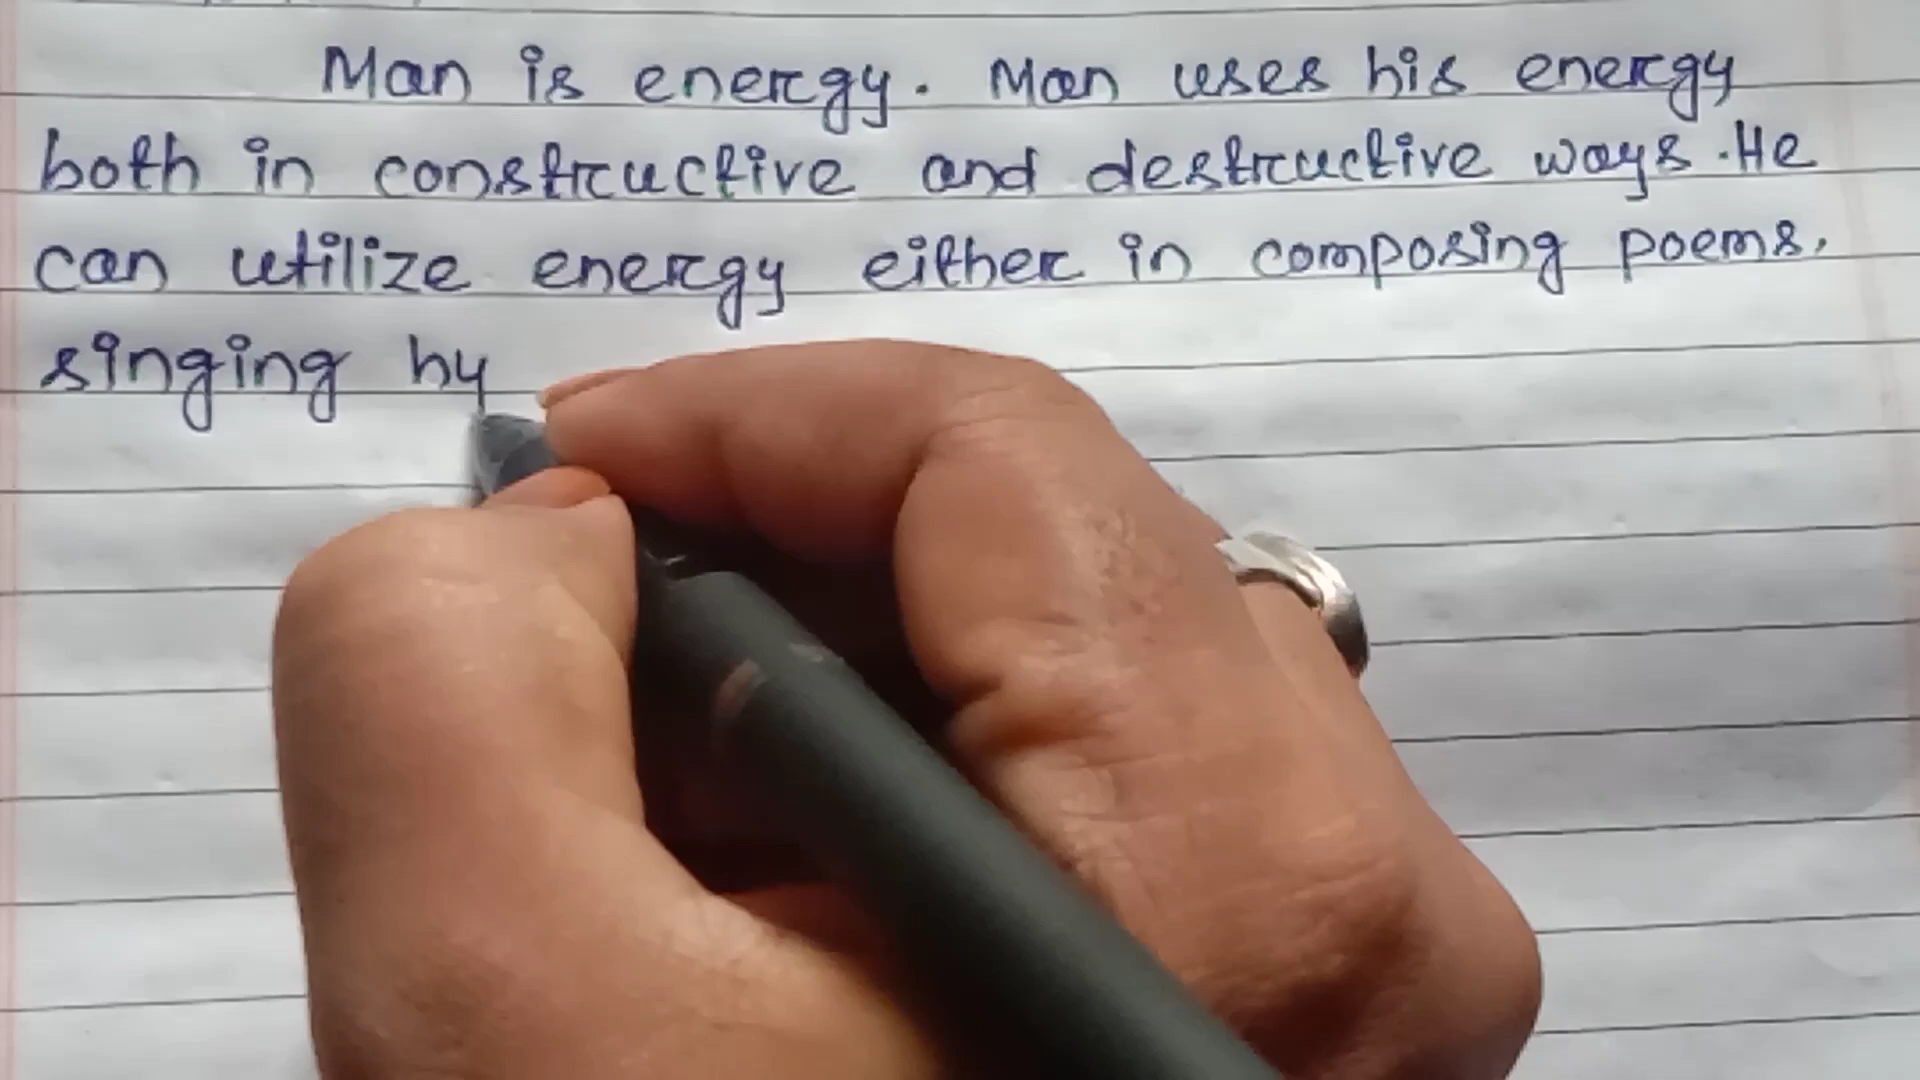 Man is energy. Man uses his energy
both in constructive and destructive ways. He
can utilize energy either in composing poems,
singing hy